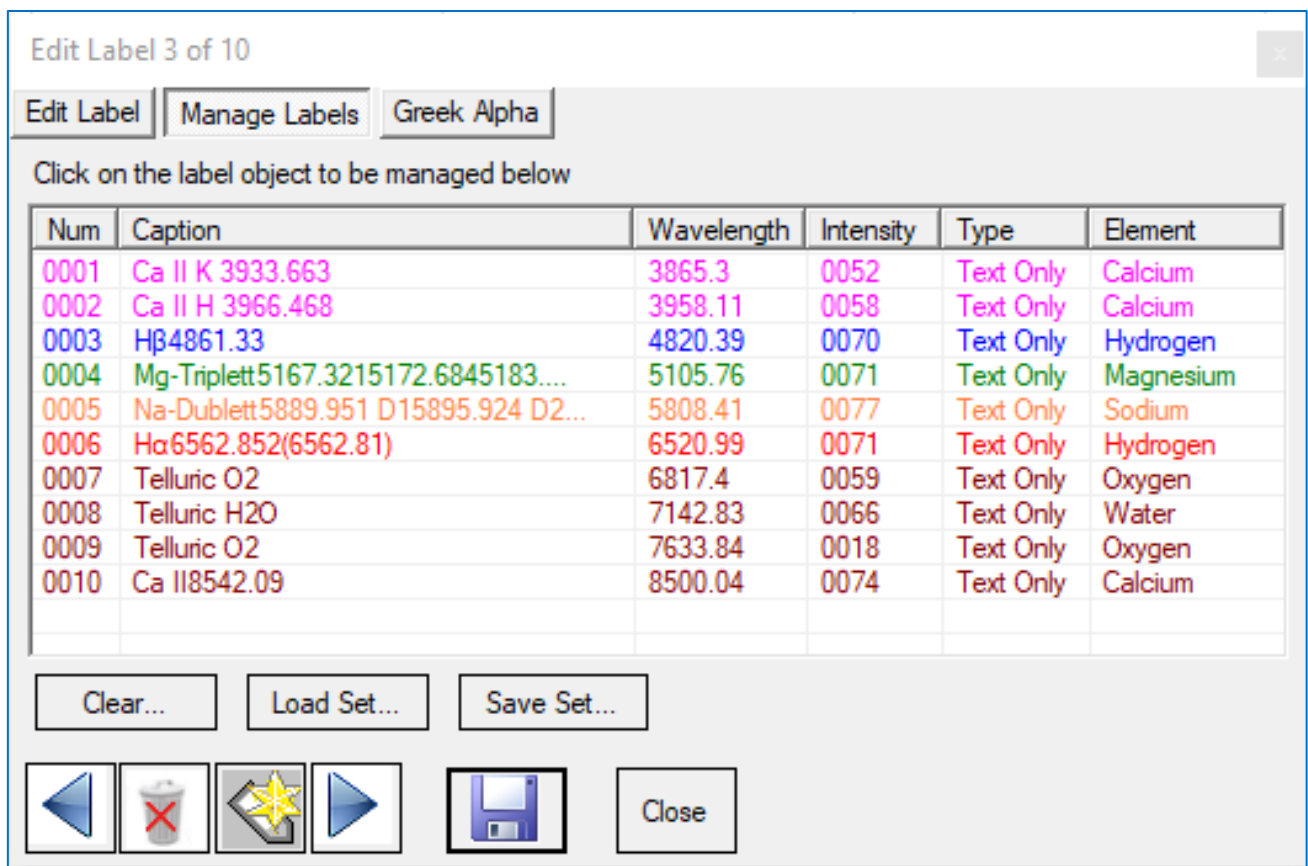 Edit Label 3 of 10
x
Edit Label Manage Labels Greek Alpha
Click on the label object to be managed below
Num Caption Wavelength Intensity Type Element
0001 Ca II K 3933.663 3865.3 0052 Text Only Calcium
0002 Ca II H 3966.468 3958.11 0058 Text Only Calcium
0003 Hβ4861.33 4820.39 0070 Text Only Hydrogen
0004 Mg-Triplett5167.3215172.6845183.... 5105.76 0071 Text Only Magnesium
0005 Na-Dublett5889.951 D15895.924 D2... 5808.41 0077 Text Only Sodium
0006 Hα6562.852(6562.81) 6520.99 0071 Text Only Hydrogen
0007 Telluric O2 6817.4 0059 Text Only Oxygen
0008 Telluric H2O 7142.83 0066 Text Only Water
0009 Telluric O2 7633.84 0018 Text Only Oxygen
0010 Ca II8542.09 8500.04 0074 Text Only Calcium
Clear... Load Set... Save Set...
Close